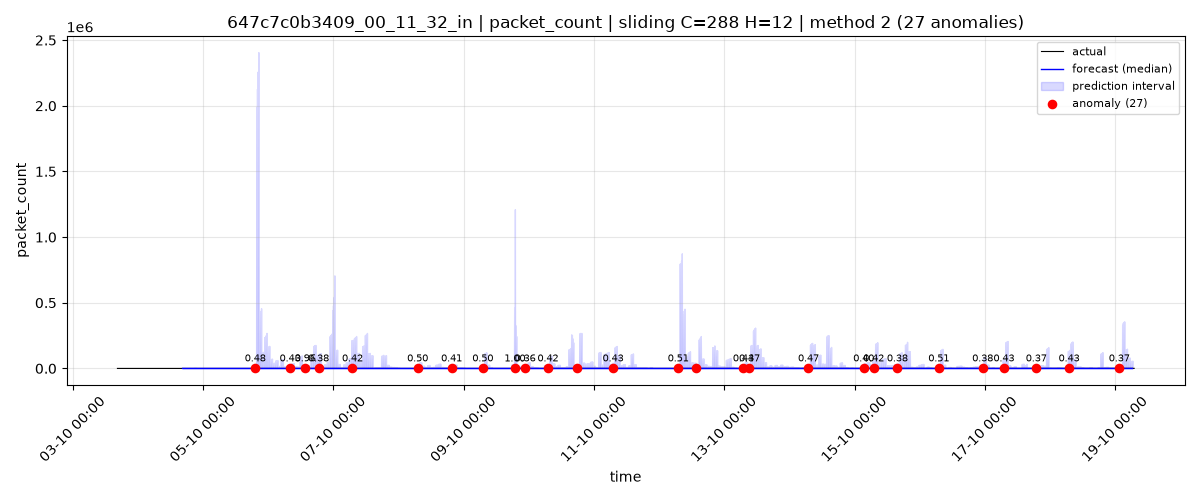 647c7c0b3409_00_11_32_in | packet_count | sliding C=288 H=12 | method 2 (27 anomalies)
1e6
2.5
2.0
1.5
1.0
0.5
0.0
packet_count
actual
forecast (median)
prediction interval
anomaly (27)
0.48 0.38 0.42 0.50 0.41 0.50 0.36 0.42 0.43 0.51 0.47 0.42 0.38 0.51 0.38 0.43 0.37 0.43 0.37
03-10 00:00 05-10 00:00 07-10 00:00 09-10 00:00 11-10 00:00 13-10 00:00 15-10 00:00 17-10 00:00 19-10 00:00
time